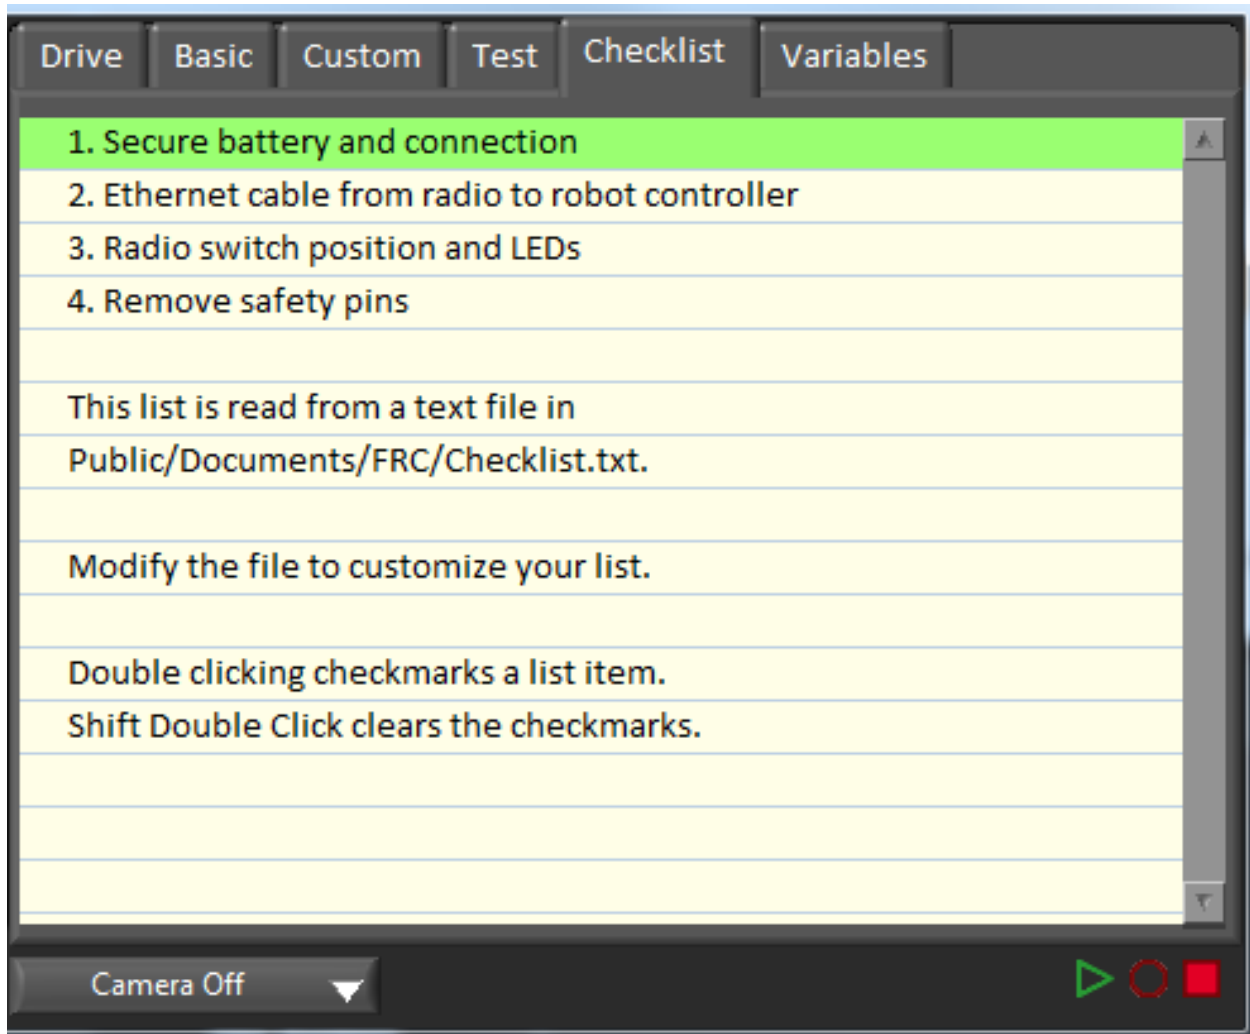 Drive Basic Custom Test Checklist Variables
1. Secure battery and connection
2. Ethernet cable from radio to robot controller
3. Radio switch position and LEDs
4. Remove safety pins
This list is read from a text file in
Public/Documents/FRC/Checklist.txt.
Modify the file to customize your list.
Double clicking checkmarks a list item.
Shift Double Click clears the checkmarks.
Camera Off